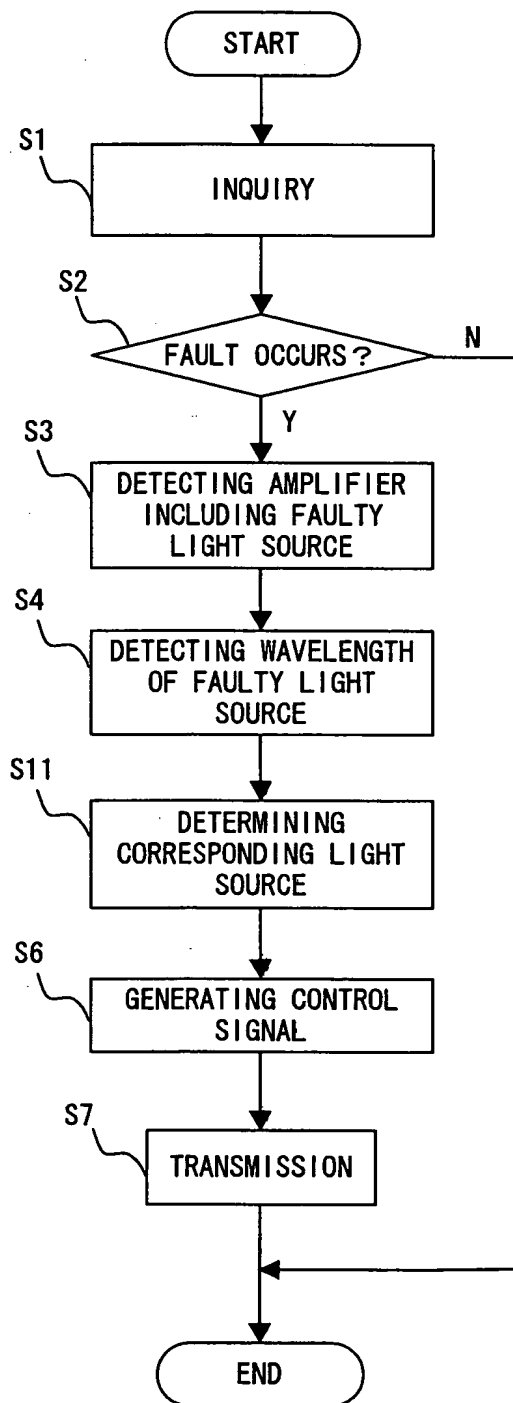 START
S1
INQUIRY
S2
FAULT OCCURS?
N
Y
S3
DETECTING AMPLIFIER
INCLUDING FAULTY
LIGHT SOURCE
S4
DETECTING WAVELENGTH
OF FAULTY LIGHT
SOURCE
S11
DETERMINING
CORRESPONDING LIGHT
SOURCE
S6
GENERATING CONTROL
SIGNAL
S7
TRANSMISSION
END